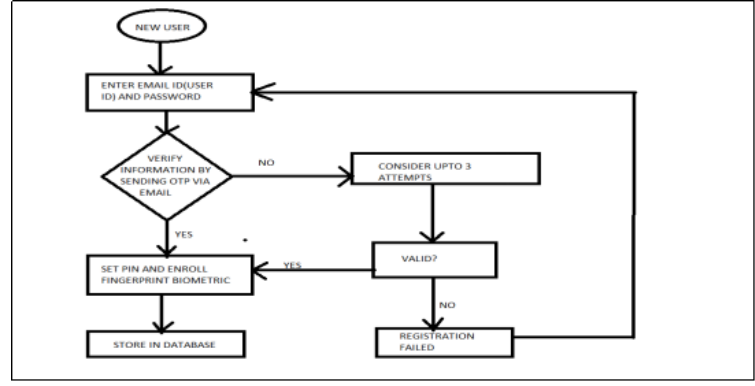 NEW USER
ENTER EMAIL ID(USER
ID) AND PASSWORD
VERIFY
INFORMATION BY
SENDING OTP VIA
EMAIL
NO
CONSIDER UPTO 3
ATTEMPTS
YES
SET PIN AND ENROLL
FINGERPRINT BIOMETRIC
YES
VALID?
NO
STORE IN DATABASE
REGISTRATION
FAILED